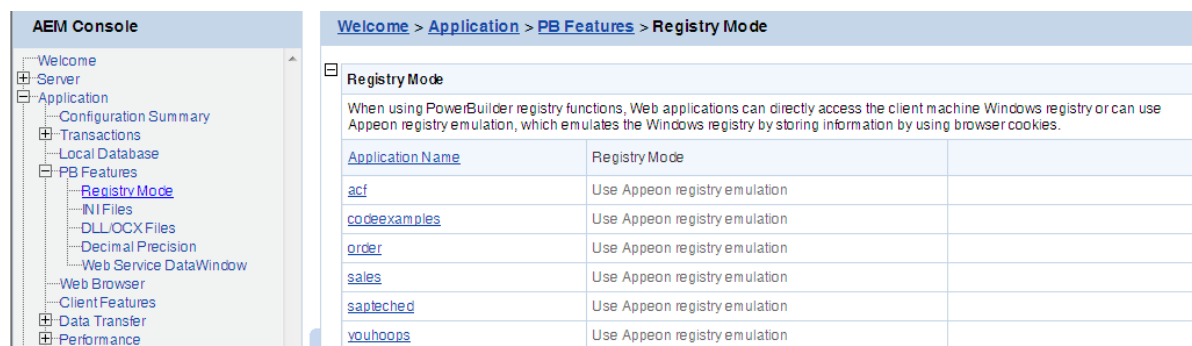 AEM Console
Welcome
Server
Application
Configuration Summary
Transactions
Local Database
PB Features
Registry Mode
INI Files
DLL/OCX Files
Decimal Precision
Web Service DataWindow
Web Browser
Client Features
Data Transfer
Performance
Welcome > Application > PB Features > Registry Mode
Registry Mode
When using PowerBuilder registry functions, Web applications can directly access the client machine Windows registry or can use
Appeon registry emulation, which emulates the Windows registry by storing information by using browser cookies.
Application Name Registry Mode
acf Use Appeon registry emulation
codeexamples Use Appeon registry emulation
order Use Appeon registry emulation
sales Use Appeon registry emulation
sapteched Use Appeon registry emulation
youhoops Use Appeon registry emulation